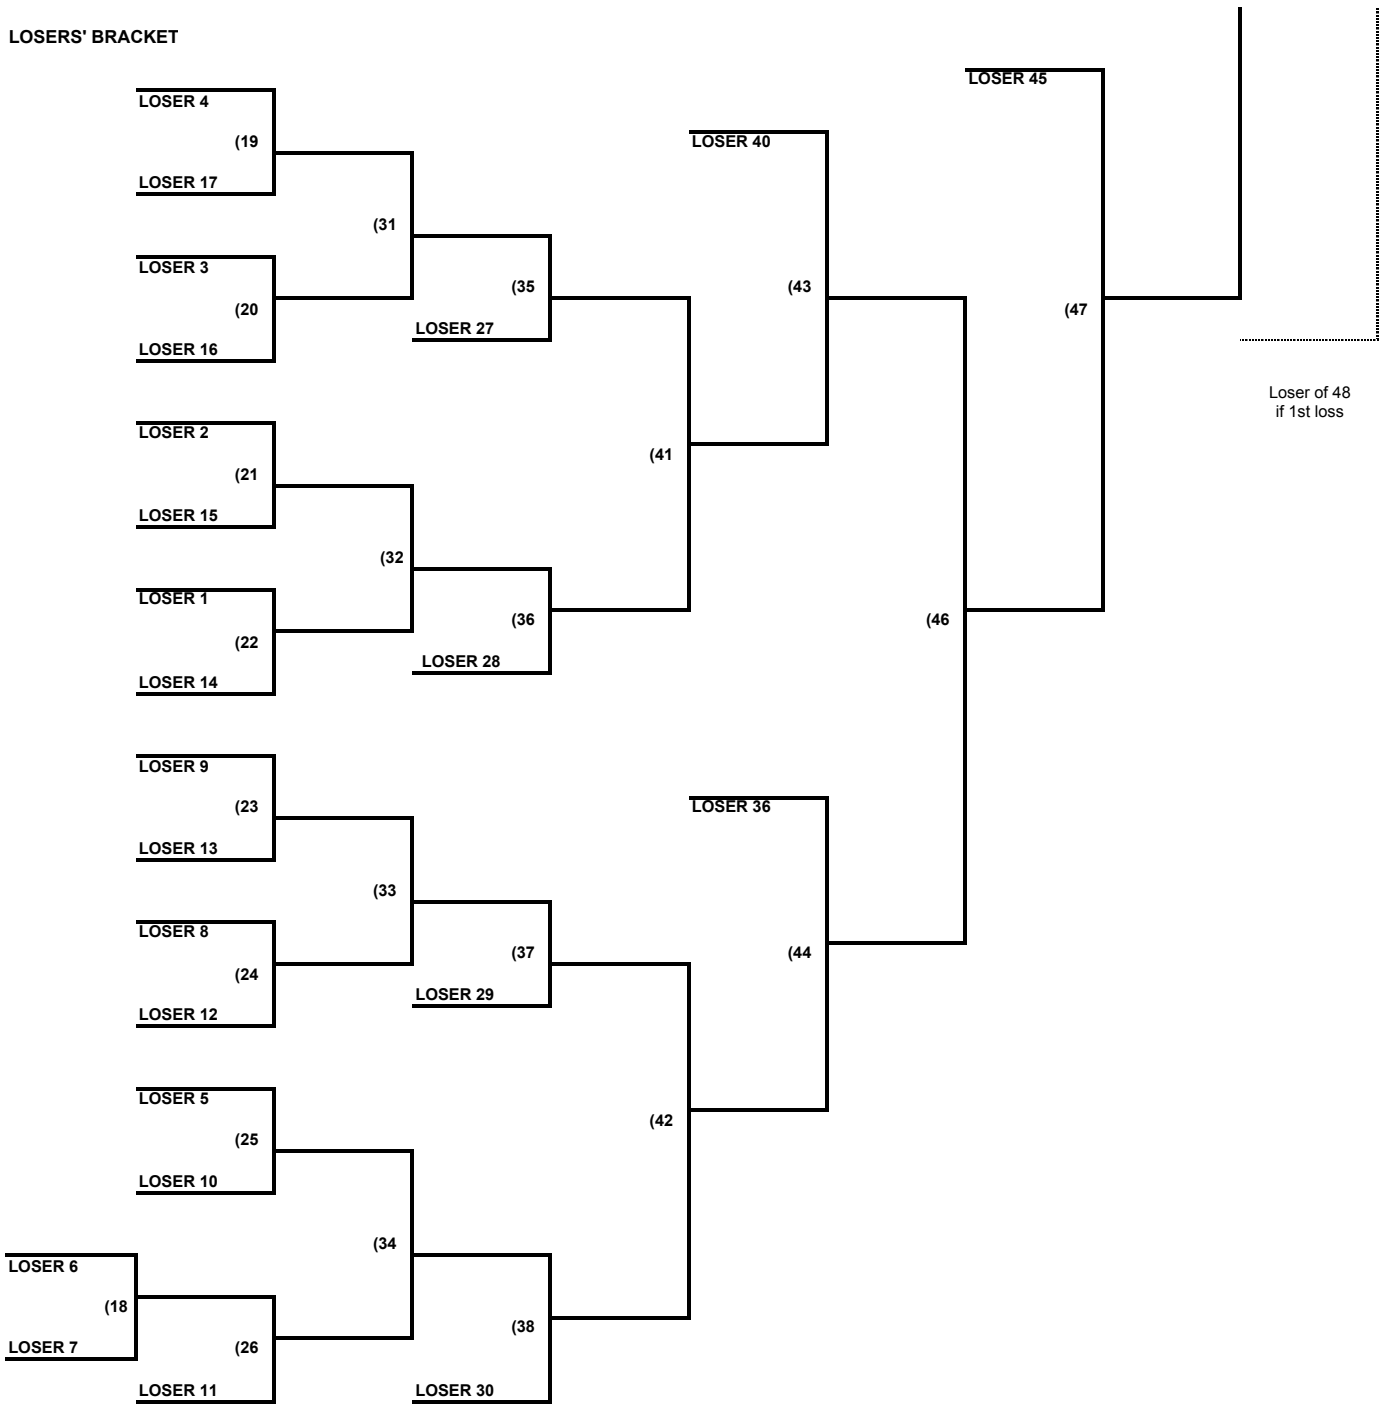 LOSERS' BRACKET
LOSER 45
LOSER 4
LOSER 40
(19
LOSER 17
(31
LOSER 3
(35
(43
(20
(47
LOSER 27
LOSER 16
Loser of 48
if 1st loss
LOSER 2
(41
(21
LOSER 15
(32
LOSER 1
(36
(46
(22
LOSER 28
LOSER 14
LOSER 9
(23
LOSER 36
LOSER 13
(33
LOSER 8
(37
(44
(24
LOSER 29
LOSER 12
LOSER 5
(42
(25
LOSER 10
(34
LOSER 6
(18
(38
LOSER 7
(26
LOSER 11
LOSER 30